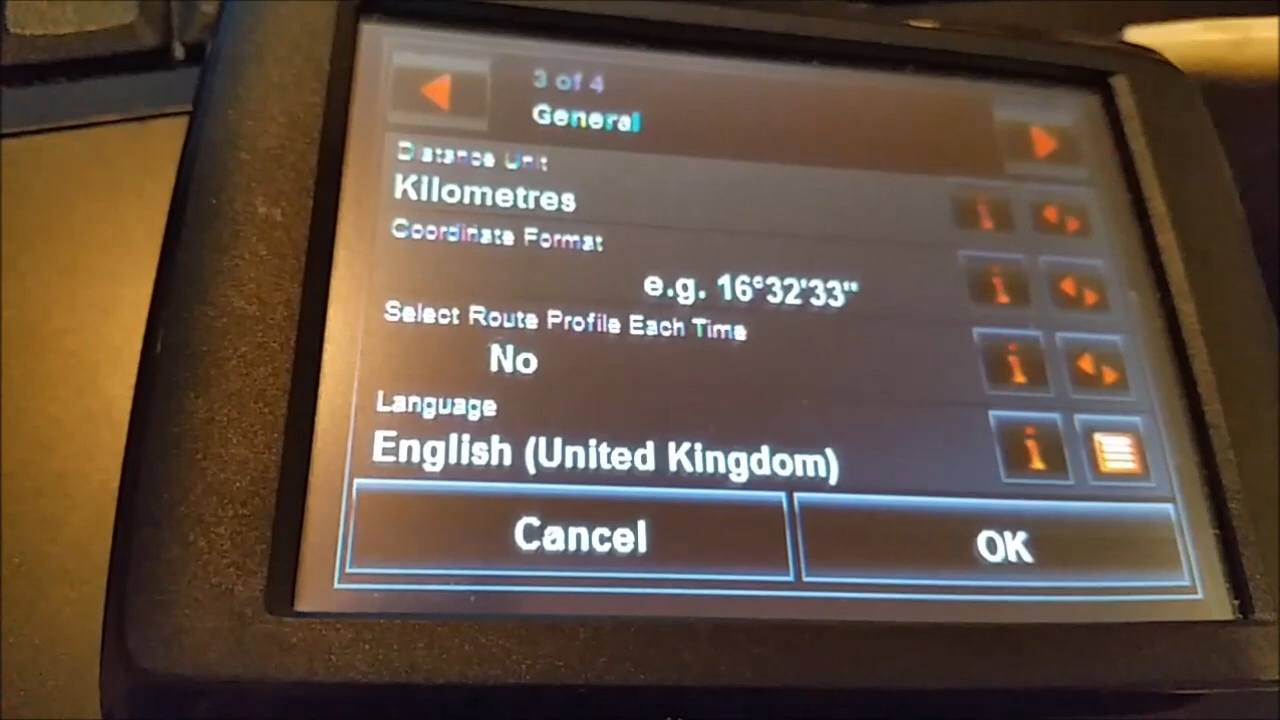 3 of 4
General
Distance Unit
Kilometres
Coordinate Format
e.g. 16°32'33"
Select Route Profile Each Time
No
Language
English (United Kingdom)
Cancel
OK